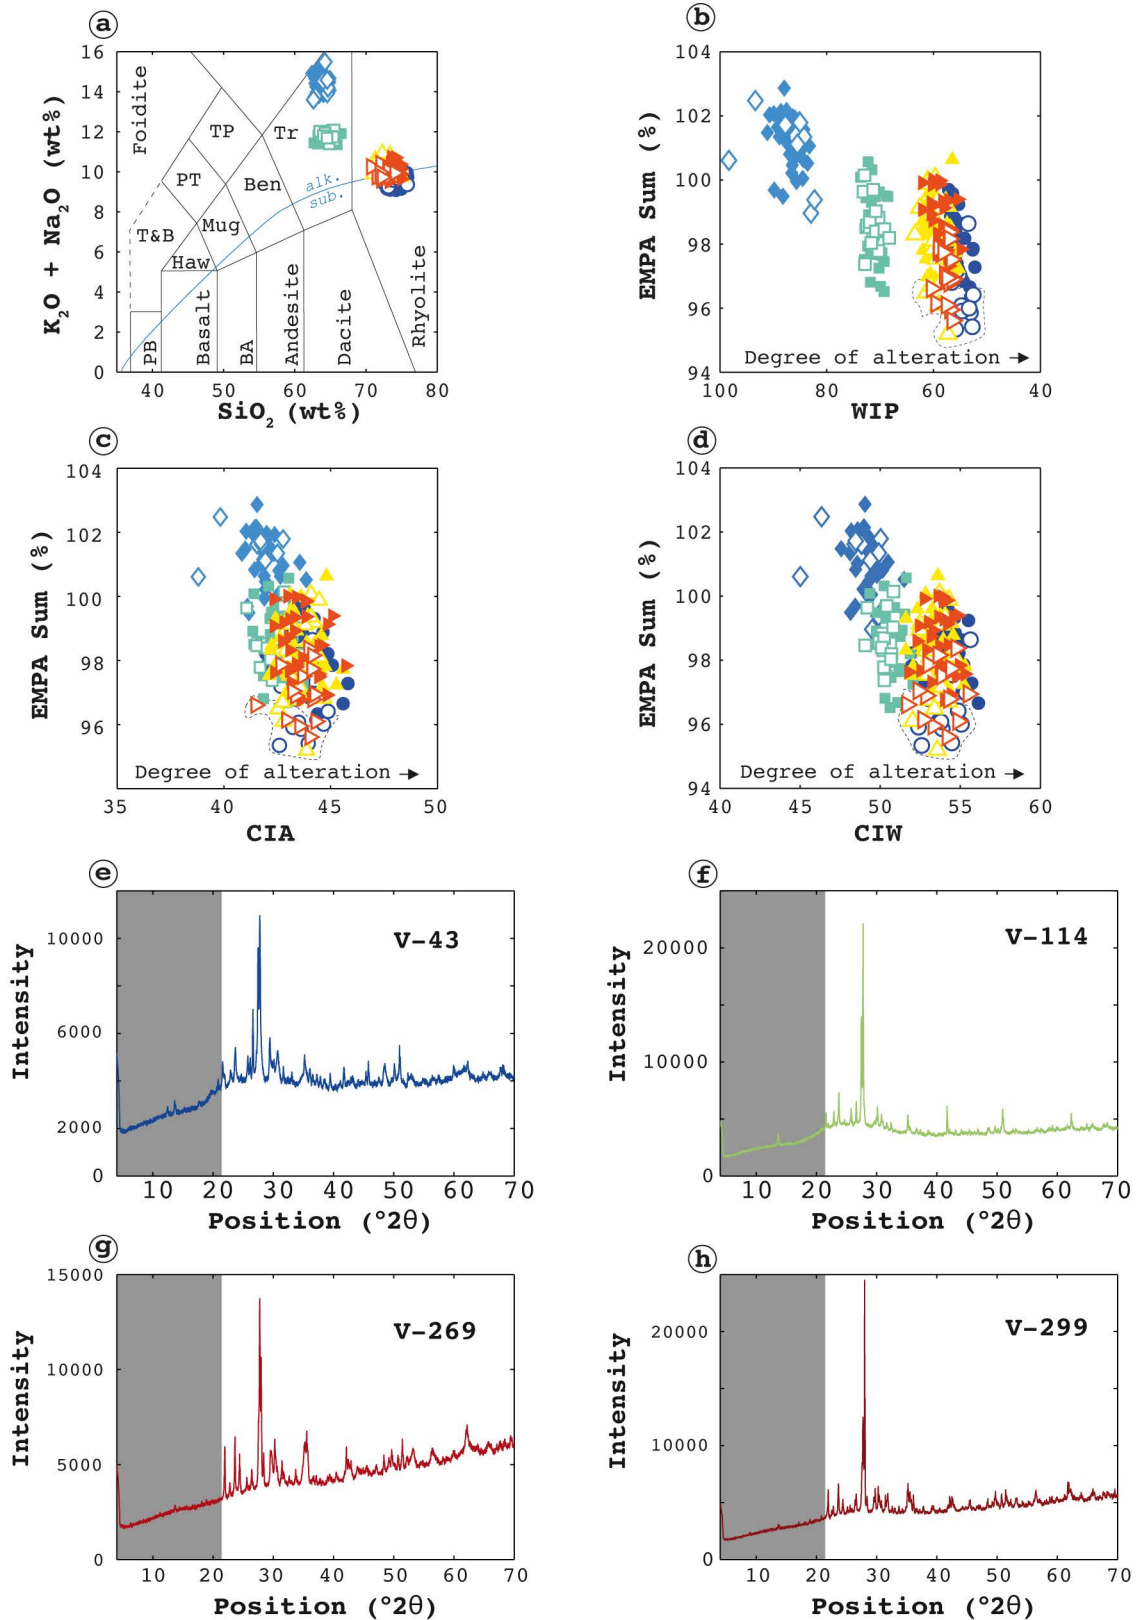 a
K₂O + Na₂O (wt%)
16
14
12
10
8
6
4
2
0
Foidite
TP
Tr
PT
Ben
alk.
sub.
T&B
Mug
Haw
PB
Basalt
BA
Andesite
Dacite
Rhyolite
40
50
60
70
80
SiO₂ (wt%)
b
EMPA Sum (%)
104
102
100
98
96
94
Degree of alteration →
100
80
60
40
WIP
c
EMPA Sum (%)
104
102
100
98
96
Degree of alteration →
35
40
45
50
CIA
d
EMPA Sum (%)
104
102
100
98
96
94
Degree of alteration →
40
45
50
55
60
CIW
e
Intensity
10000
6000
2000
0
V-43
10
20
30
40
50
60
70
Position (°2θ)
f
Intensity
20000
10000
0
V-114
10
20
30
40
50
60
70
Position (°2θ)
g
Intensity
15000
10000
5000
0
V-269
10
20
30
40
50
60
70
Position (°2θ)
h
Intensity
20000
10000
0
V-299
10
20
30
40
50
60
70
Position (°2θ)